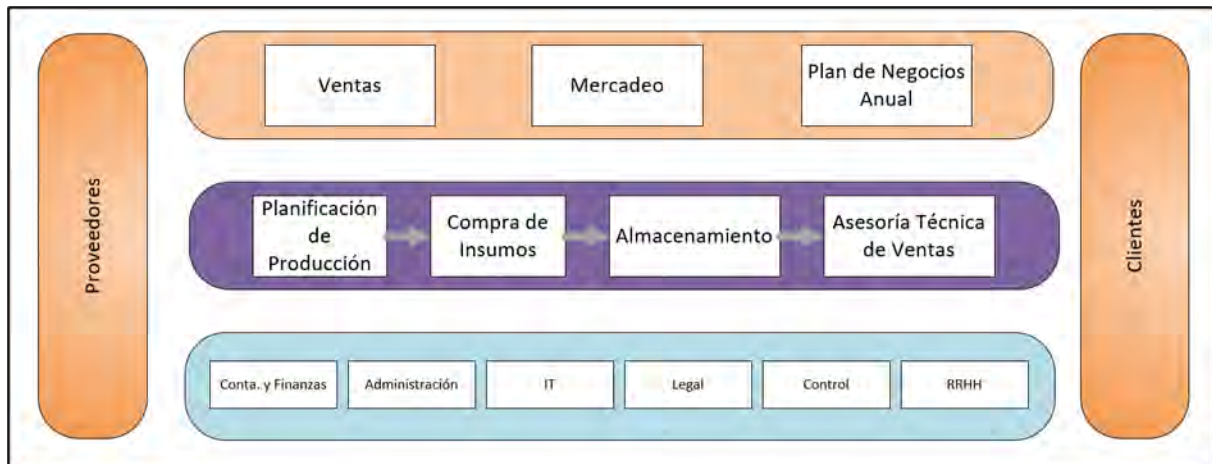 Proveedores
Ventas
Mercadeo
Plan de Negocios
Anual
Planificación
de
Producción
Compra de
Insumos
Almacenamiento
Asesoría Técnica
de Ventas
Conta. y Finanzas
Administración
IT
Legal
Control
RRHH
Clientes